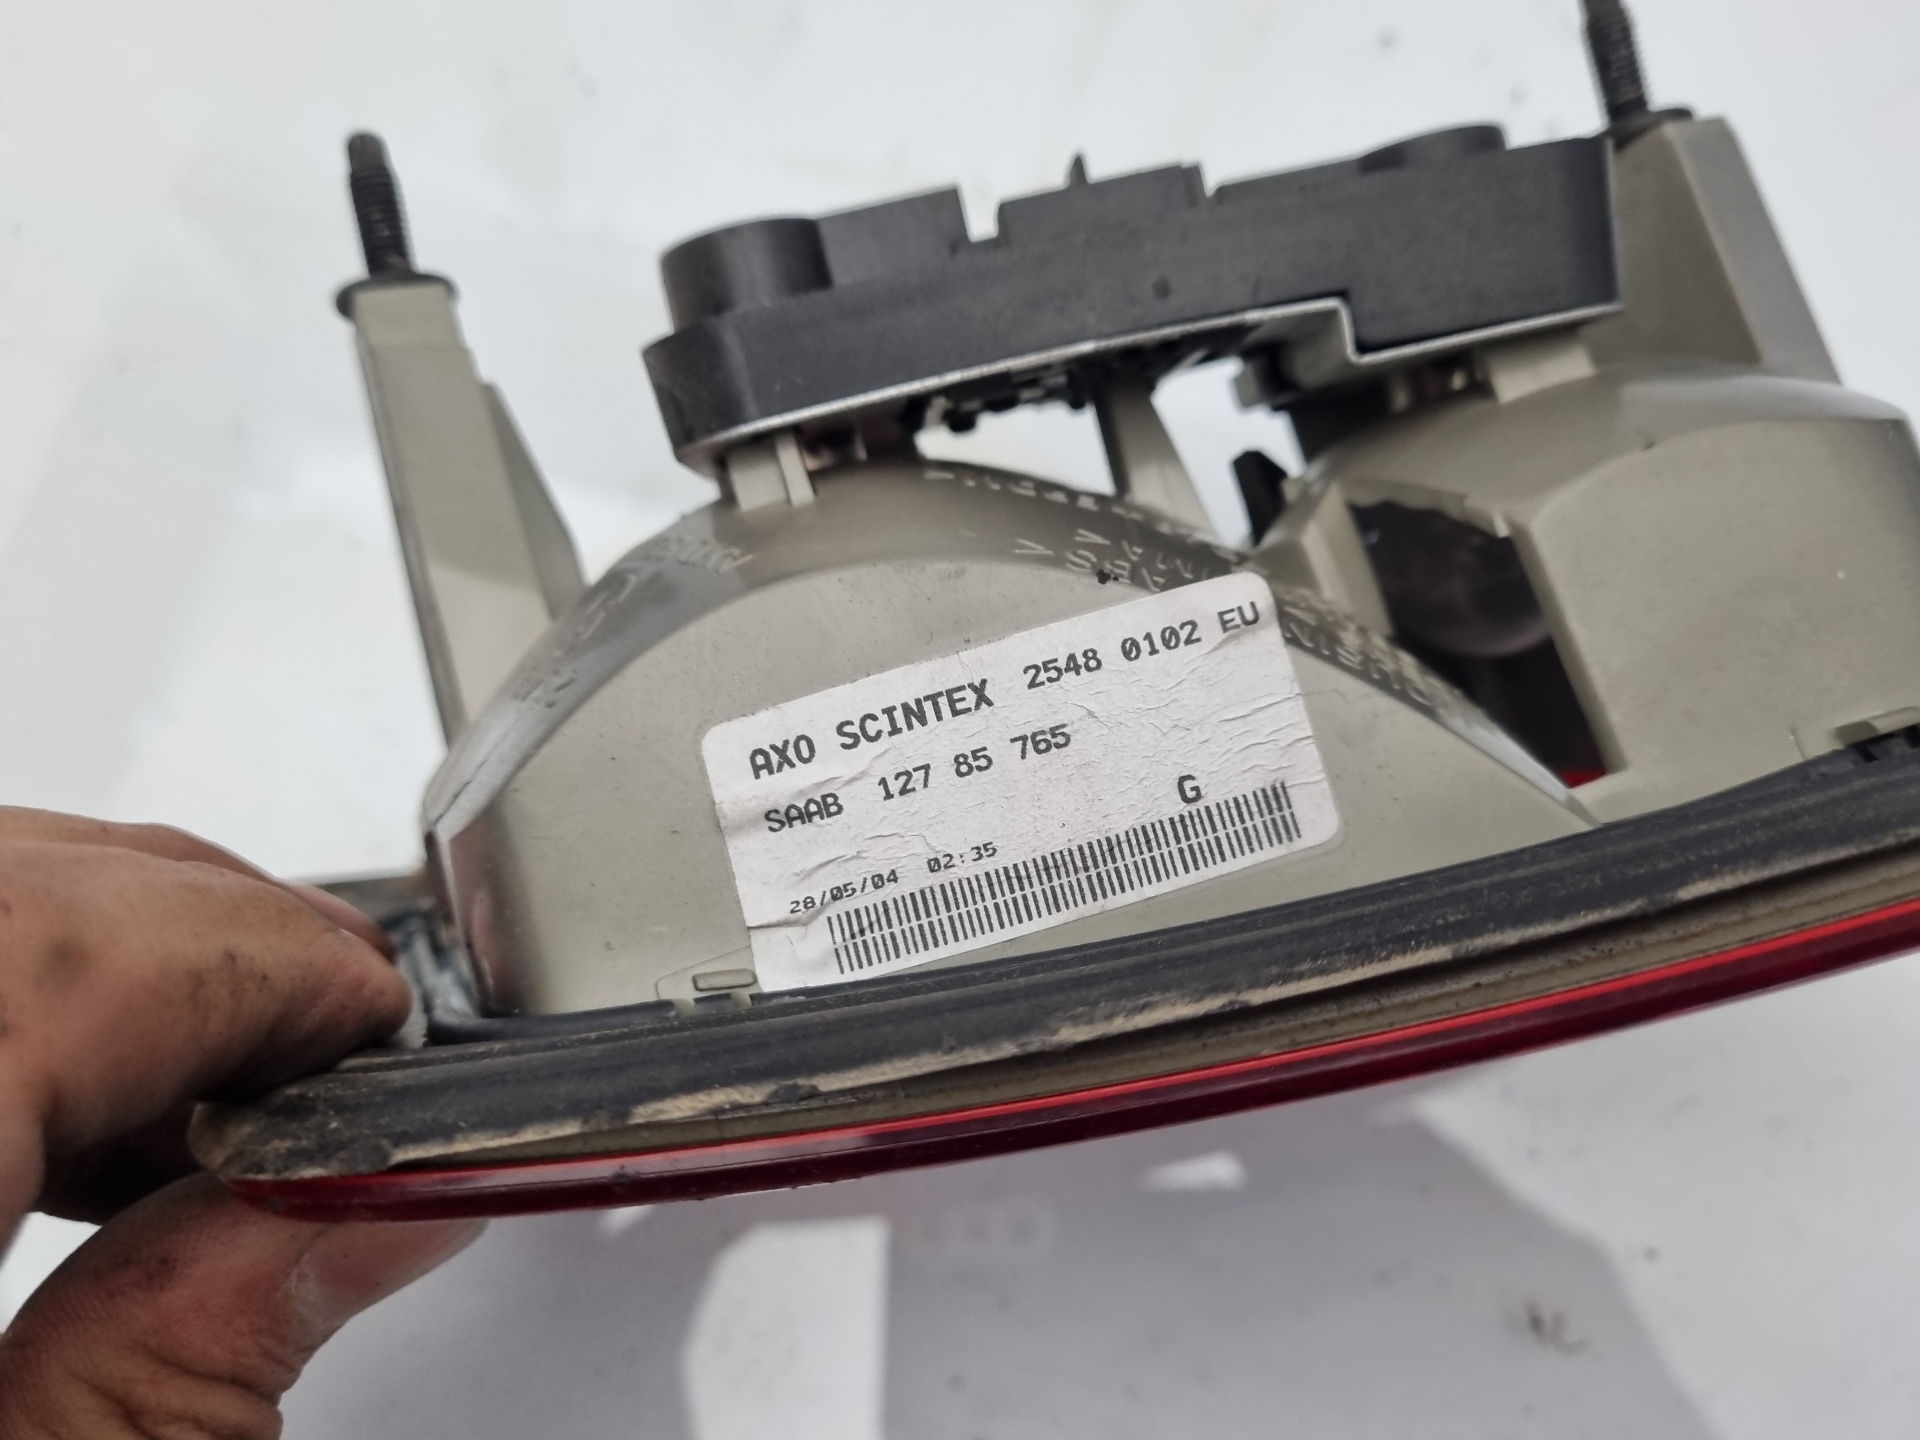 AXO SCINTEX 2548 0102 EU
SAAB 127 85 765
G
28/05/04 02:35